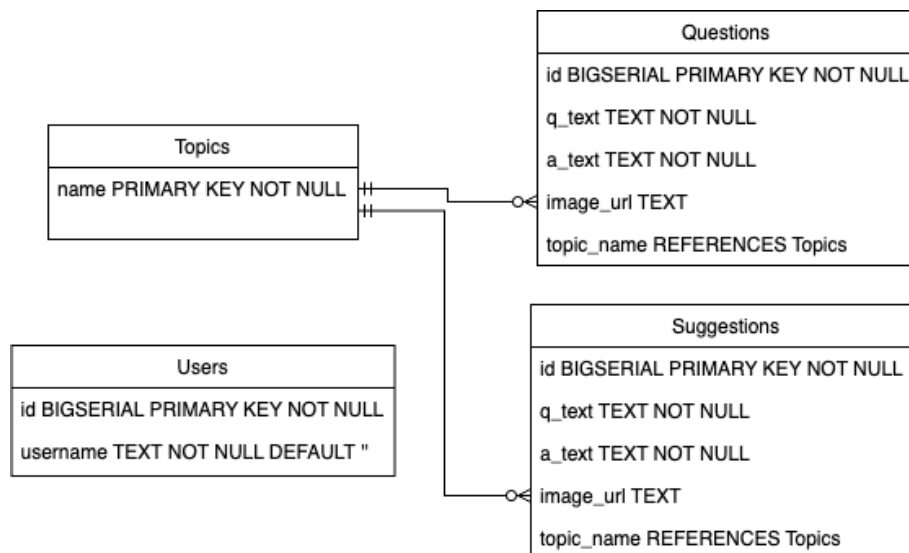 Questions
id BIGSERIAL PRIMARY KEY NOT NULL
q_text TEXT NOT NULL
a_text TEXT NOT NULL
image_url TEXT
topic_name REFERENCES Topics
Topics
name PRIMARY KEY NOT NULL
Users
id BIGSERIAL PRIMARY KEY NOT NULL
username TEXT NOT NULL DEFAULT "
Suggestions
id BIGSERIAL PRIMARY KEY NOT NULL
q_text TEXT NOT NULL
a_text TEXT NOT NULL
image_url TEXT
topic_name REFERENCES Topics